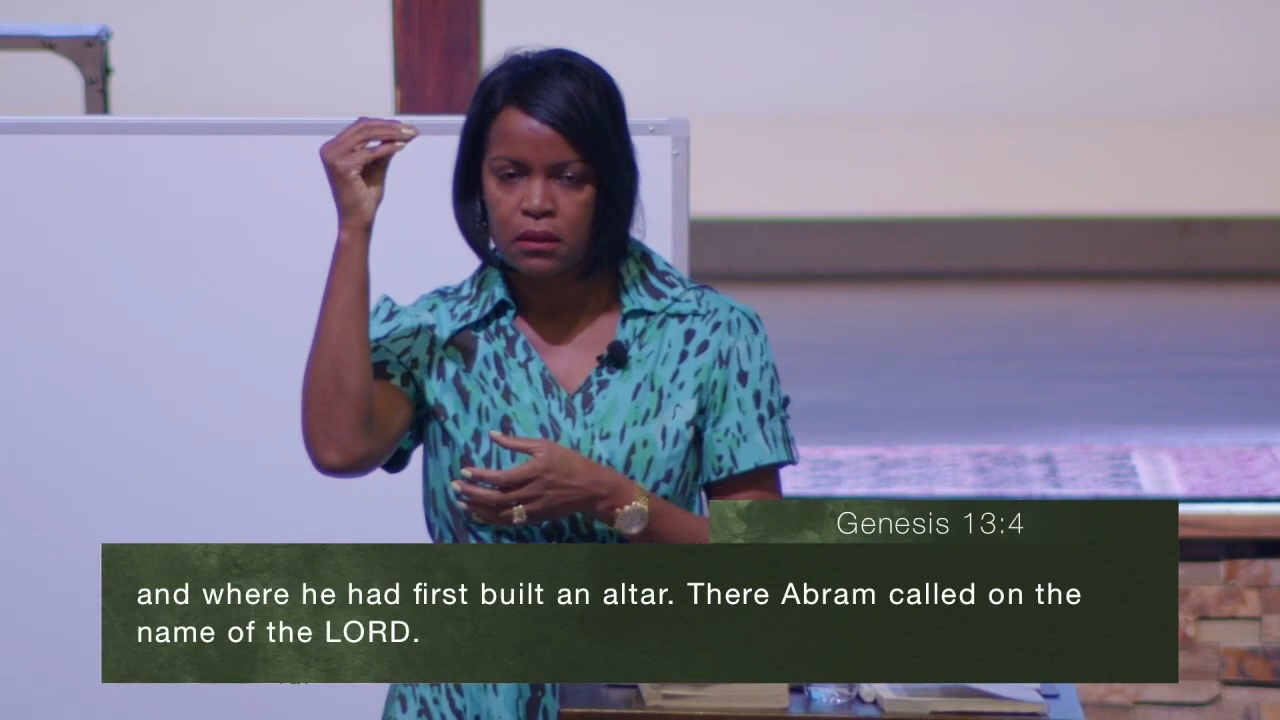 Genesis 13:4
and where he had first built an altar. There Abram called on the
name of the LORD.